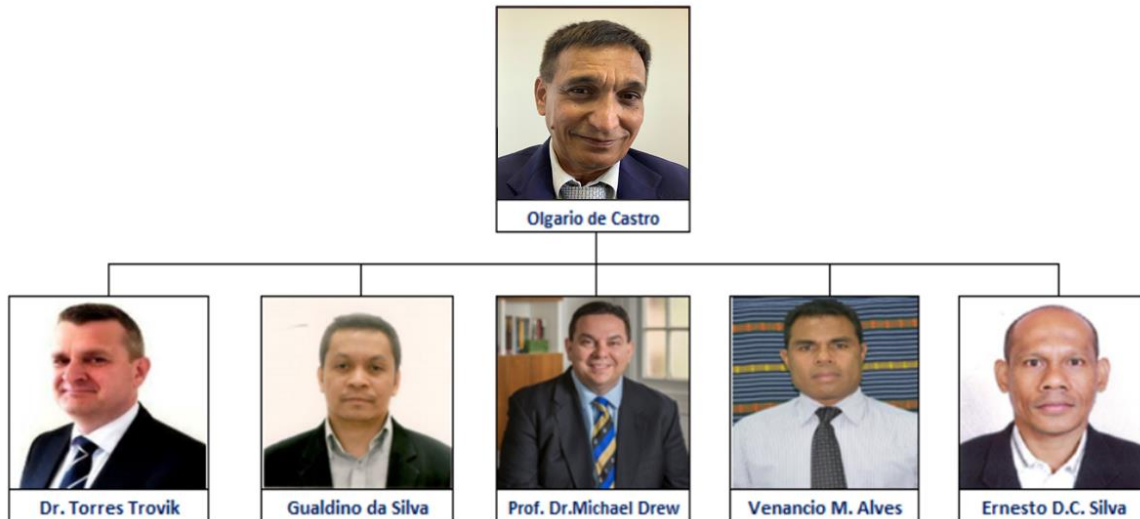 Olgario de Castro
Dr. Torres Trovik
Gualdino da Silva
Prof. Dr.Michael Drew
Venancio M. Alves
Ernesto D.C. Silva